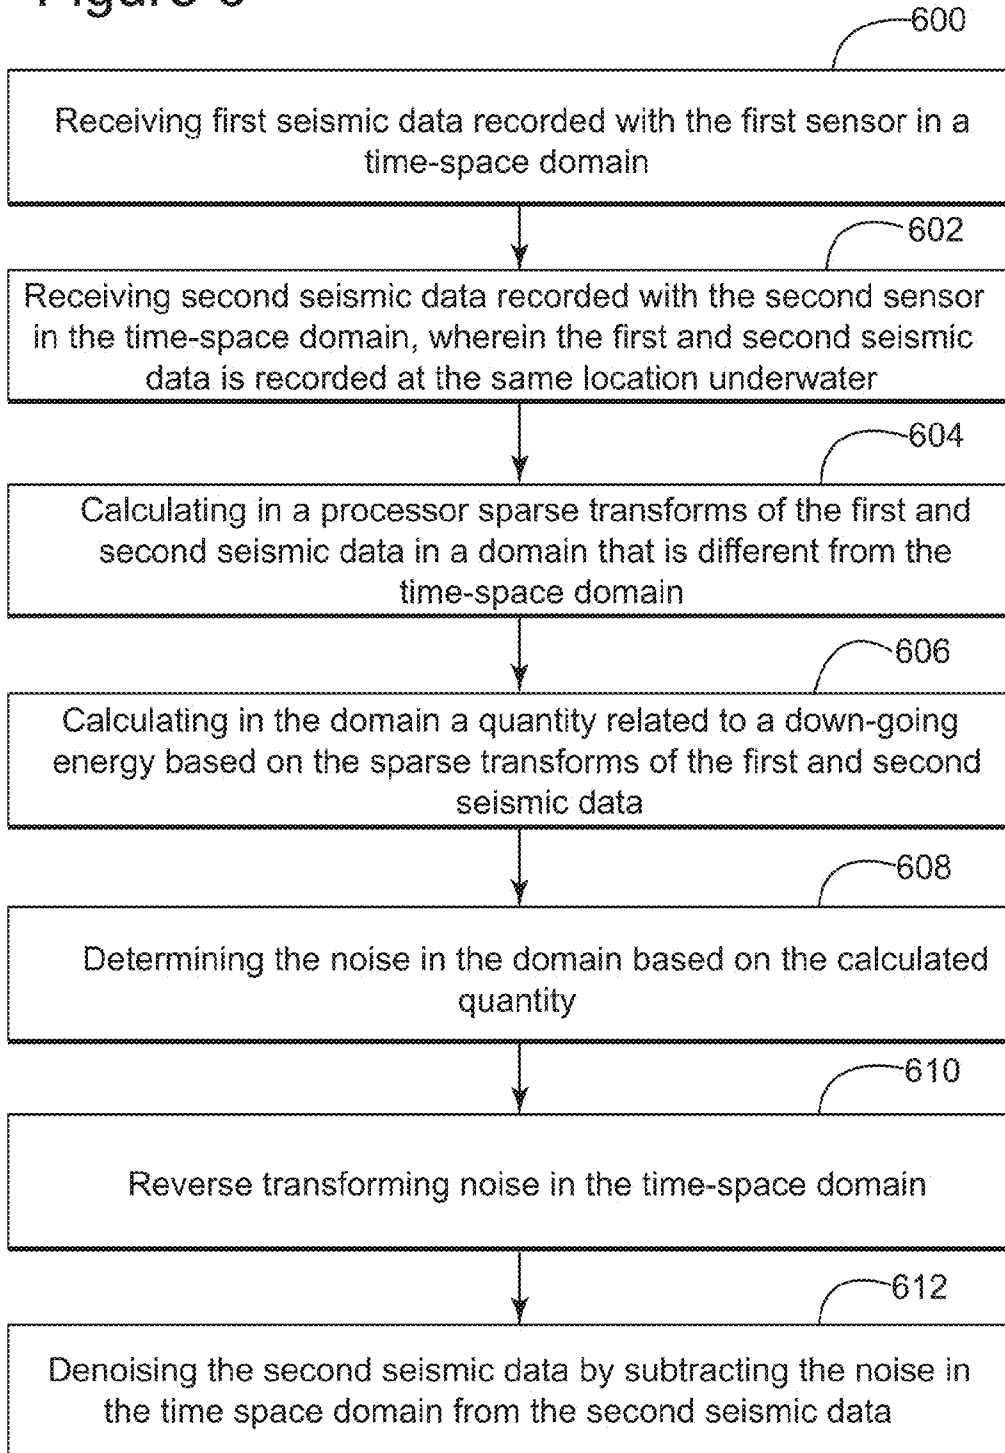 600
Receiving first seismic data recorded with the first sensor in a
time-space domain
602
Receiving second seismic data recorded with the second sensor
in the time-space domain, wherein the first and second seismic
data is recorded at the same location underwater
604
Calculating in a processor sparse transforms of the first and
second seismic data in a domain that is different from the
time-space domain
606
Calculating in the domain a quantity related to a down-going
energy based on the sparse transforms of the first and second
seismic data
608
Determining the noise in the domain based on the calculated
quantity
610
Reverse transforming noise in the time-space domain
612
Denoising the second seismic data by subtracting the noise in
the time space domain from the second seismic data